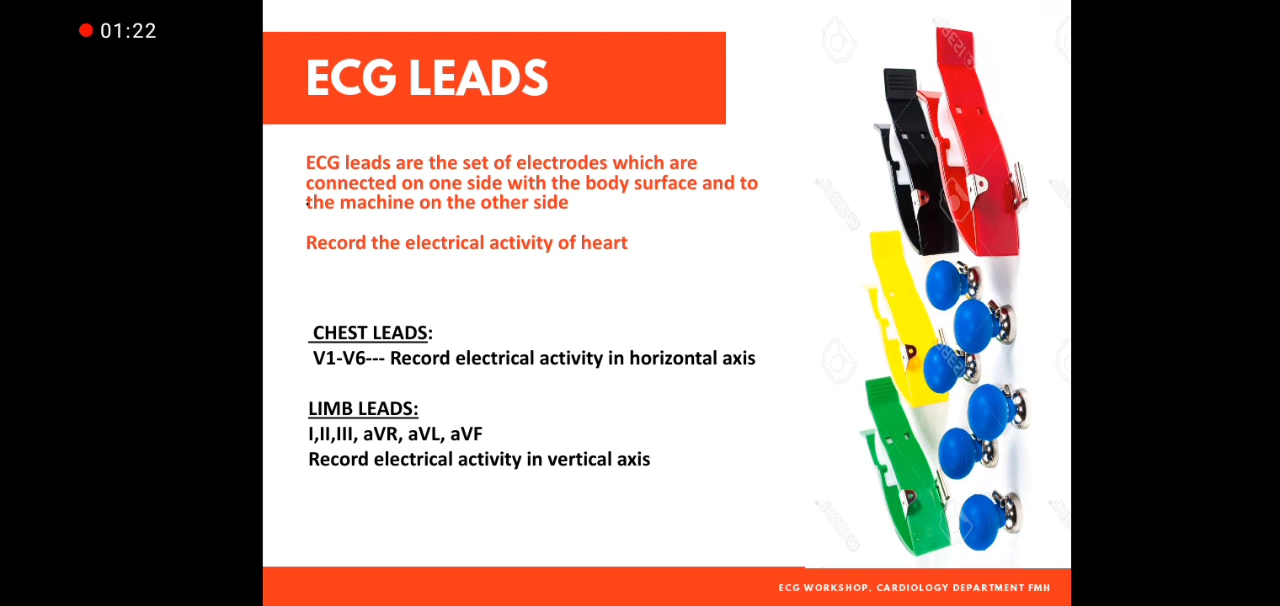 01:22
ECG LEADS
ECG leads are the set of electrodes which are
connected on one side with the body surface and to
the machine on the other side
Record the electrical activity of heart
CHEST LEADS:
V1-V6--- Record electrical activity in horizontal axis
LIMB LEADS:
I,II,III, aVR, aVL, aVF
Record electrical activity in vertical axis
ECG WORKSHOP, CARDIOLOGY DEPARTMENT FMH